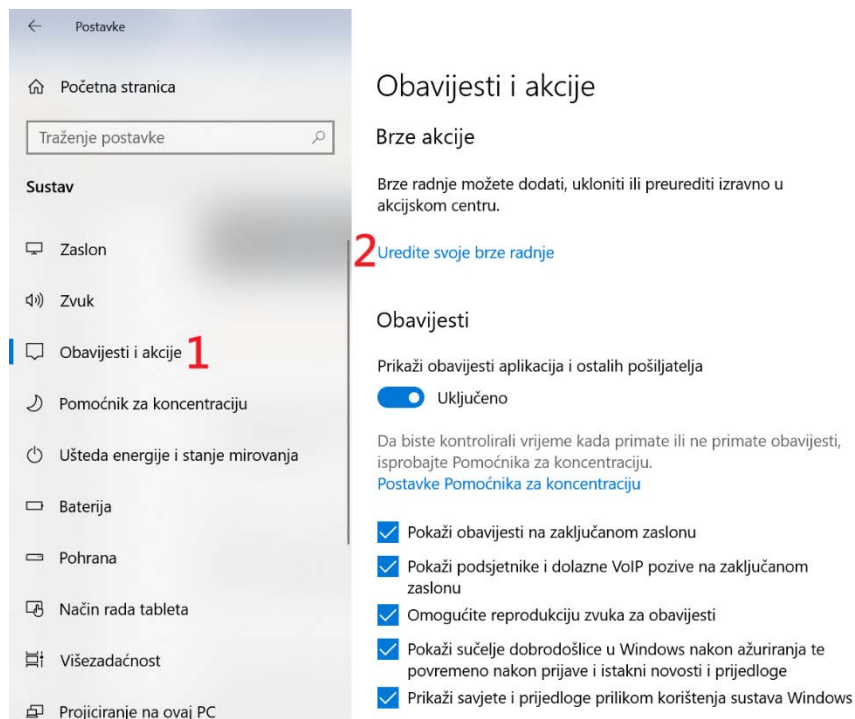 Postavke
Početna stranica
Traženje postavke
Sustav
Zaslon
Zvuk
Obavijesti i akcije 1
Pomoćnik za koncentraciju
Ušteda energije i stanje mirovanja
Baterija
Pohrana
Način rada tableta
Višezadaćnost
Projiciranje na ovaj PC
Obavijesti i akcije
Brze akcije
Brze radnje možete dodati, ukloniti ili preurediti izravno u
akcijskom centru.
2 Uredite svoje brze radnje
Obavijesti
Prikaži obavijesti aplikacija i ostalih pošiljatelja
Uključeno
Da biste kontrolirali vrijeme kada primate ili ne primate obavijesti,
isprobajte Pomoćnika za koncentraciju.
Postavke Pomoćnika za koncentraciju
Pokaži obavijesti na zaključanom zaslonu
Pokaži podsjetnike i dolazne VoIP pozive na zaključanom
zaslonu
Omogućite reprodukciju zvuka za obavijesti
Pokaži sučelje dobrodošlice u Windows nakon ažuriranja te
povremeno nakon prijave i istakni novosti i prijedloge
Prikaži savjete i prijedloge prilikom korištenja sustava Windows